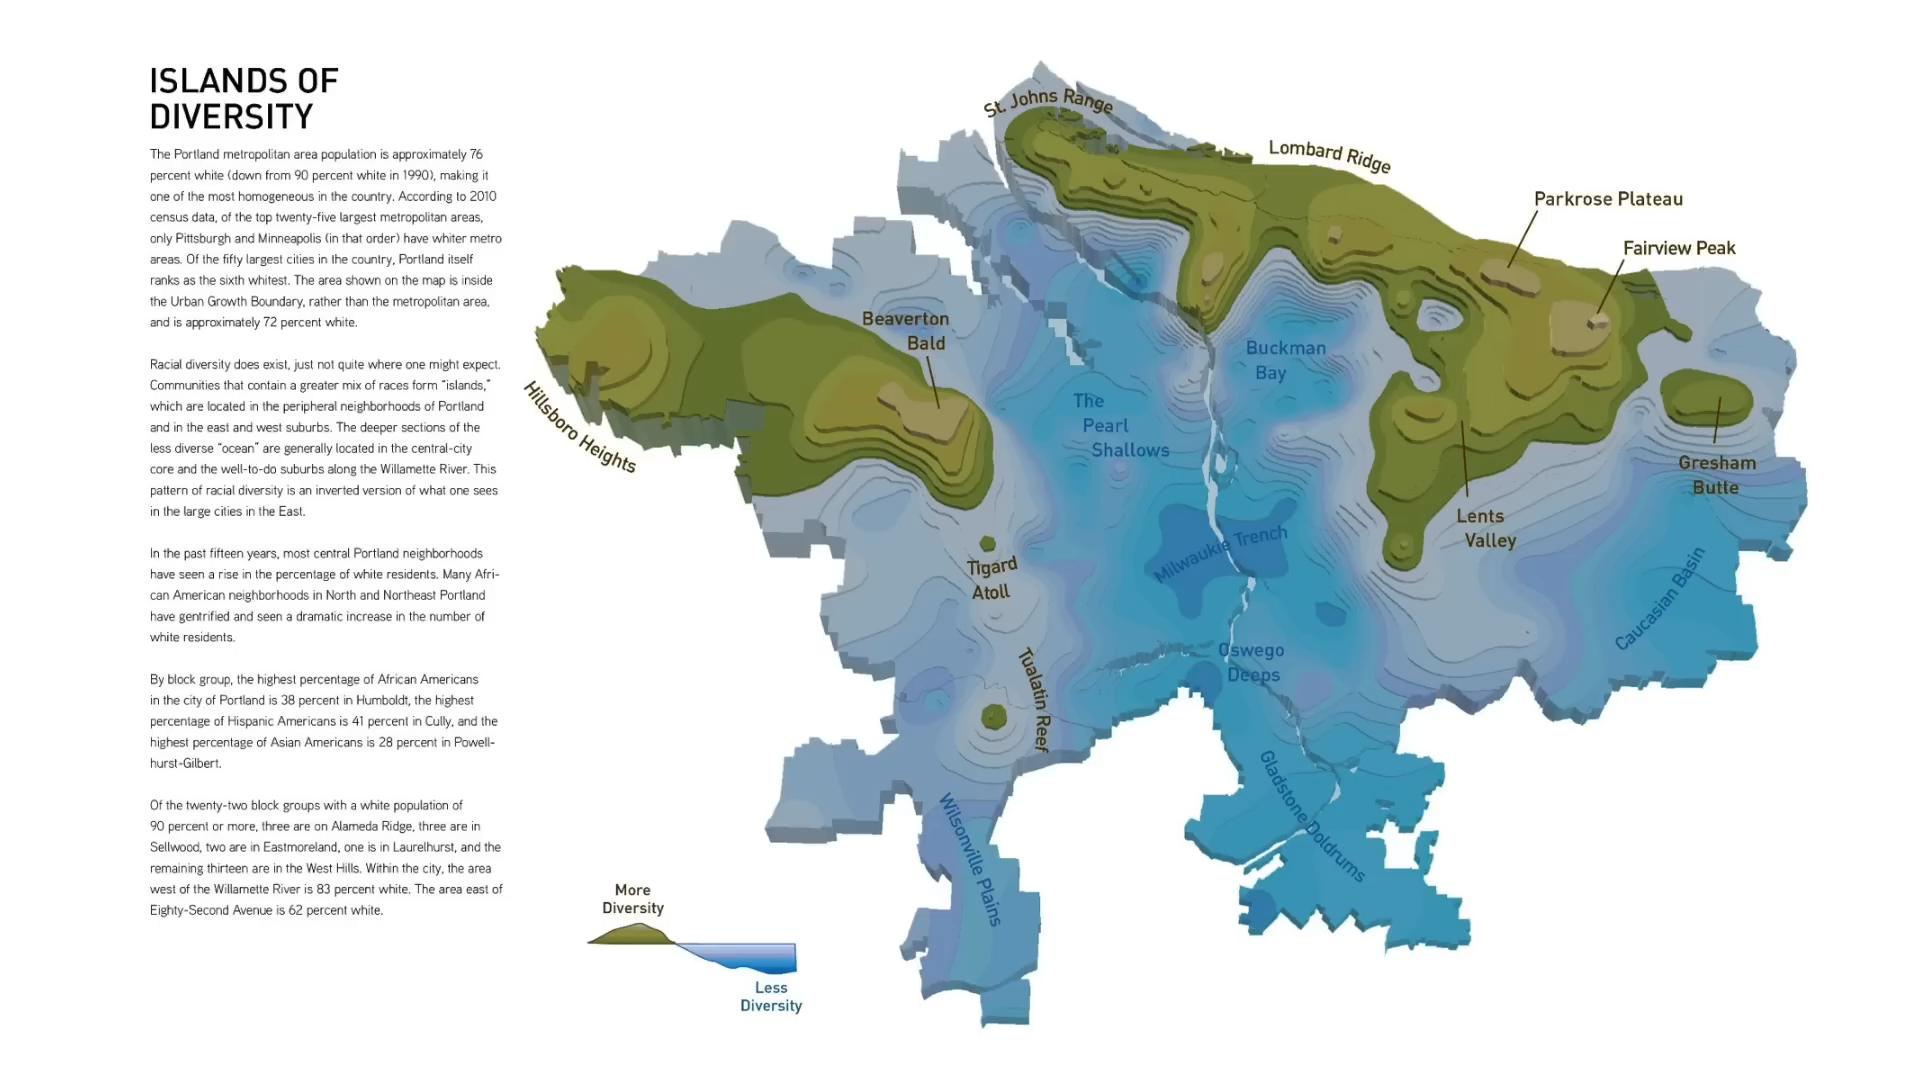 ISLANDS OF
DIVERSITY
The Portland metropolitan area population is approximately 76
percent white (down from 90 percent white in 1990), making it
one of the most homogeneous in the country. According to 2010
census data, of the top twenty-five largest metropolitan areas,
only Pittsburgh and Minneapolis (in that order) have whiter metro
areas. Of the fifty largest cities in the country, Portland itself
ranks as the sixth whitest. The area shown on the map is inside
the Urban Growth Boundary, rather than the metropolitan area,
and is approximately 72 percent white.
Racial diversity does exist, just not quite where one might expect.
Communities that contain a greater mix of races form “islands,”
which are located in the peripheral neighborhoods of Portland
and in the east and west suburbs. The deeper sections of the
less diverse “ocean” are generally located in the central-city
core and the well-to-do suburbs along the Willamette River. This
pattern of racial diversity is an inverted version of what one sees
in the large cities in the East.
In the past fifteen years, most central Portland neighborhoods
have seen a rise in the percentage of white residents. Many Afri-
can American neighborhoods in North and Northeast Portland
have gentrified and seen a dramatic increase in the number of
white residents.
By block group, the highest percentage of African Americans
in the city of Portland is 38 percent in Humboldt, the highest
percentage of Hispanic Americans is 41 percent in Cully, and the
highest percentage of Asian Americans is 28 percent in Powell-
hurst-Gilbert.
Of the twenty-two block groups with a white population of
90 percent or more, three are on Alameda Ridge, three are in
Sellwood, two are in Eastmoreland, one is in Laurelhurst, and the
remaining thirteen are in the West Hills. Within the city, the area
west of the Willamette River is 83 percent white. The area east of
Eighty-Second Avenue is 62 percent white.
More
Diversity
Less
Diversity
St. Johns Range
Lombard Ridge
Parkrose Plateau
Fairview Peak
Beaverton
Bald
Buckman
Bay
The
Pearl
Shallows
Hillsboro Heights
Gresham
Butte
Lents
Valley
Milwaukie Trench
Tigard
Atoll
Caucasian Basin
Oswego
Deeps
Tualatin Reef
Gladstone Doldrums
Wilsonville Plains